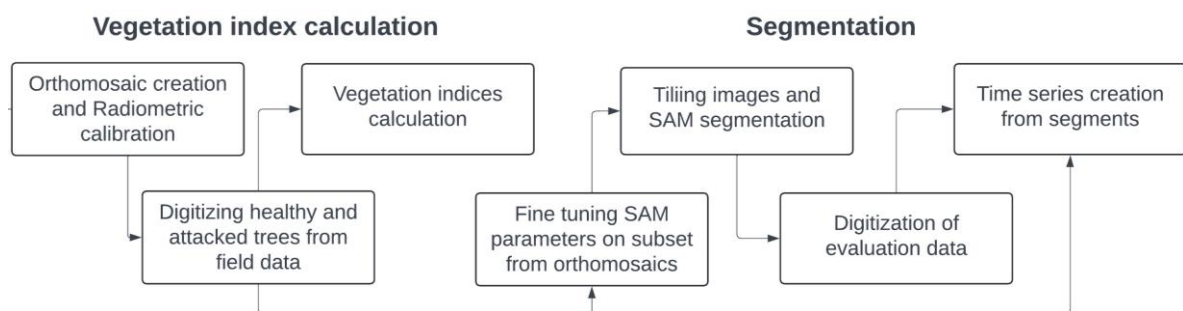 Vegetation index calculation
Segmentation
Orthomosaic creation
and Radiometric
calibration
Vegetation indices
calculation
Digitizing healthy and
attacked trees from
field data
Tiliing images and
SAM segmentation
Time series creation
from segments
Fine tuning SAM
parameters on subset
from orthomosaics
Digitization of
evaluation data